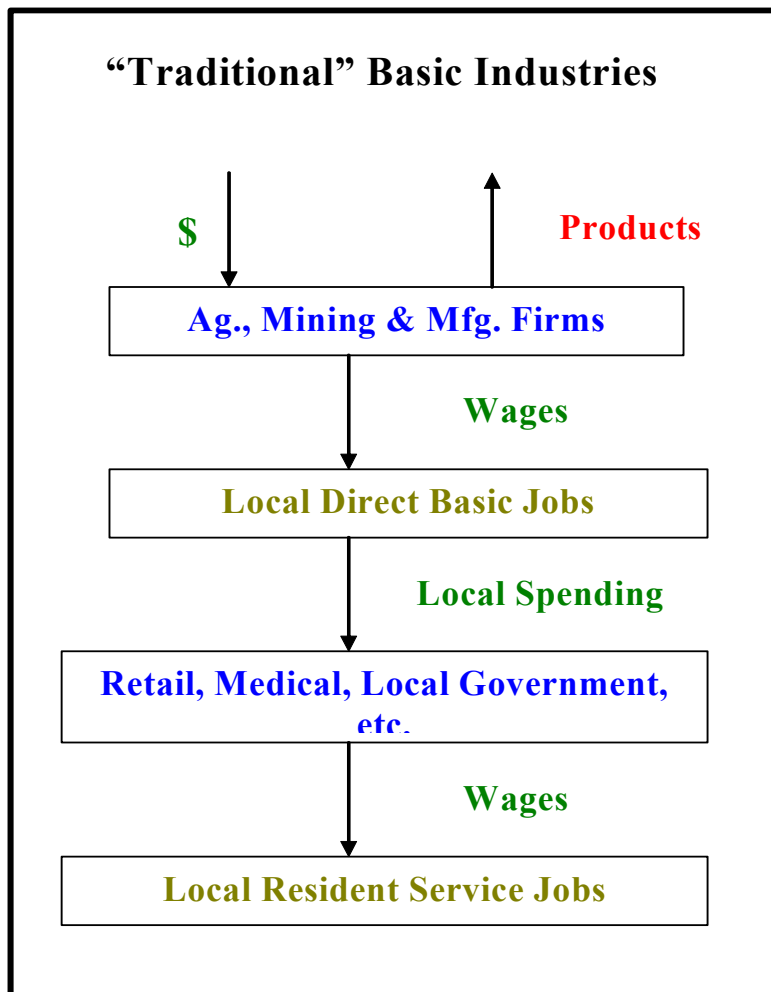 “Traditional” Basic Industries
$
Products
Ag., Mining & Mfg. Firms
Wages
Local Direct Basic Jobs
Local Spending
Retail, Medical, Local Government,
etc.
Wages
Local Resident Service Jobs